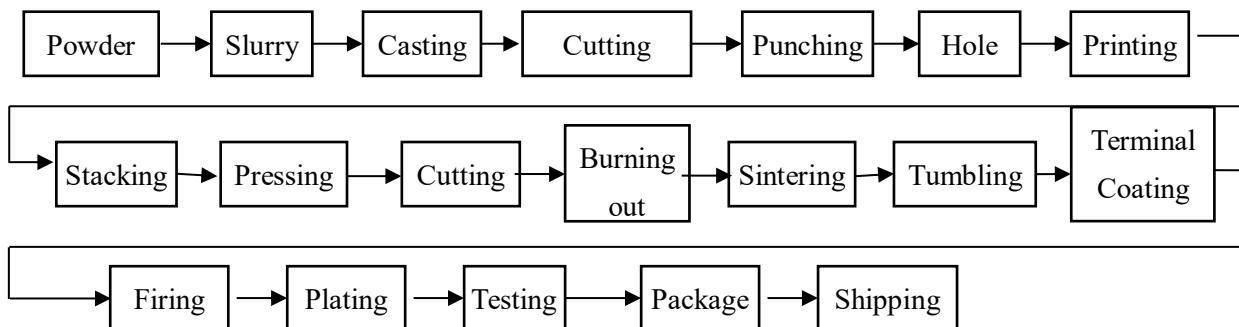 Powder Slurry Casting Cutting Punching Hole Printing
Stacking Pressing Cutting Burning out Sintering Tumbling Terminal Coating
Firing Plating Testing Package Shipping